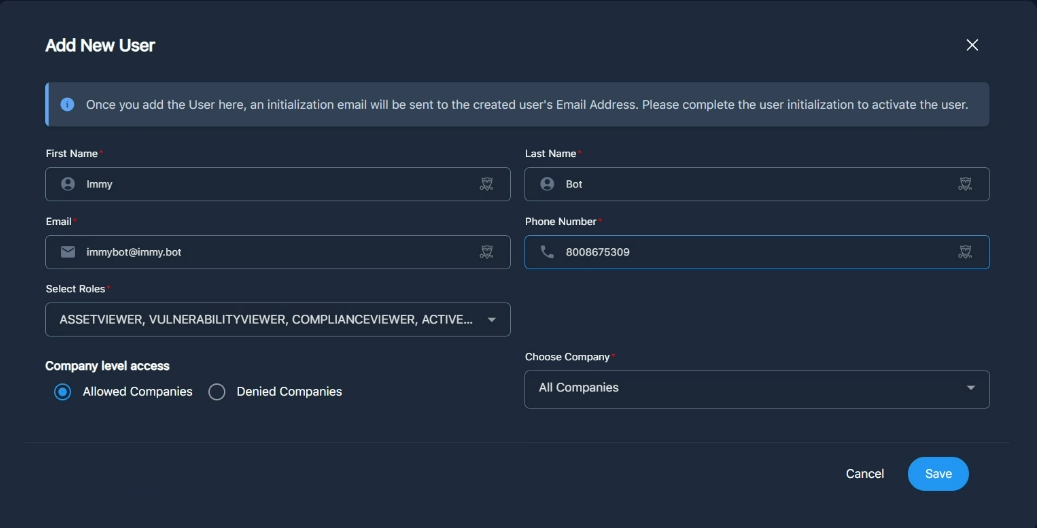 Add New User
Once you add the User here, an initialization email will be sent to the created user's Email Address. Please complete the user initialization to activate the user.
First Name*
Last Name*
Immy
Bot
Email*
Phone Number*
immybot@immy.bot
8008675309
Select Roles*
ASSETVIEWER, VULNERABILITYVIEWER, COMPLIANCEVIEWER, ACTIVE...
Company level access
Choose Company*
Allowed Companies
Denied Companies
All Companies
Cancel
Save